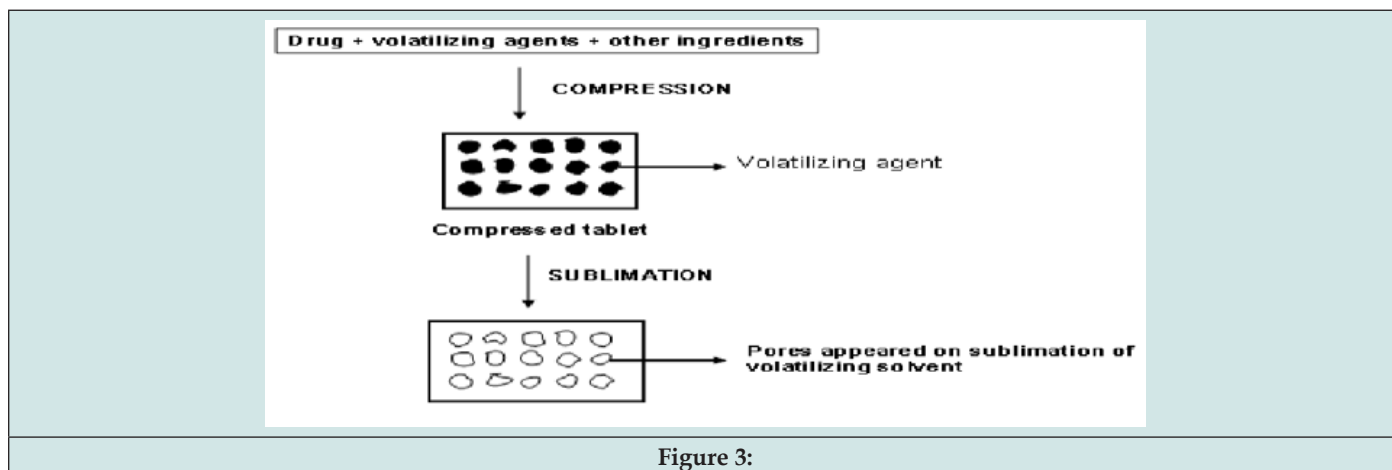 Drug + volatilizing agents + other ingredients
COMPRESSION
Volatilizing agent
Compressed tablet
SUBLIMATION
Pores appeared on sublimation of
volatilizing solvent
Figure 3: